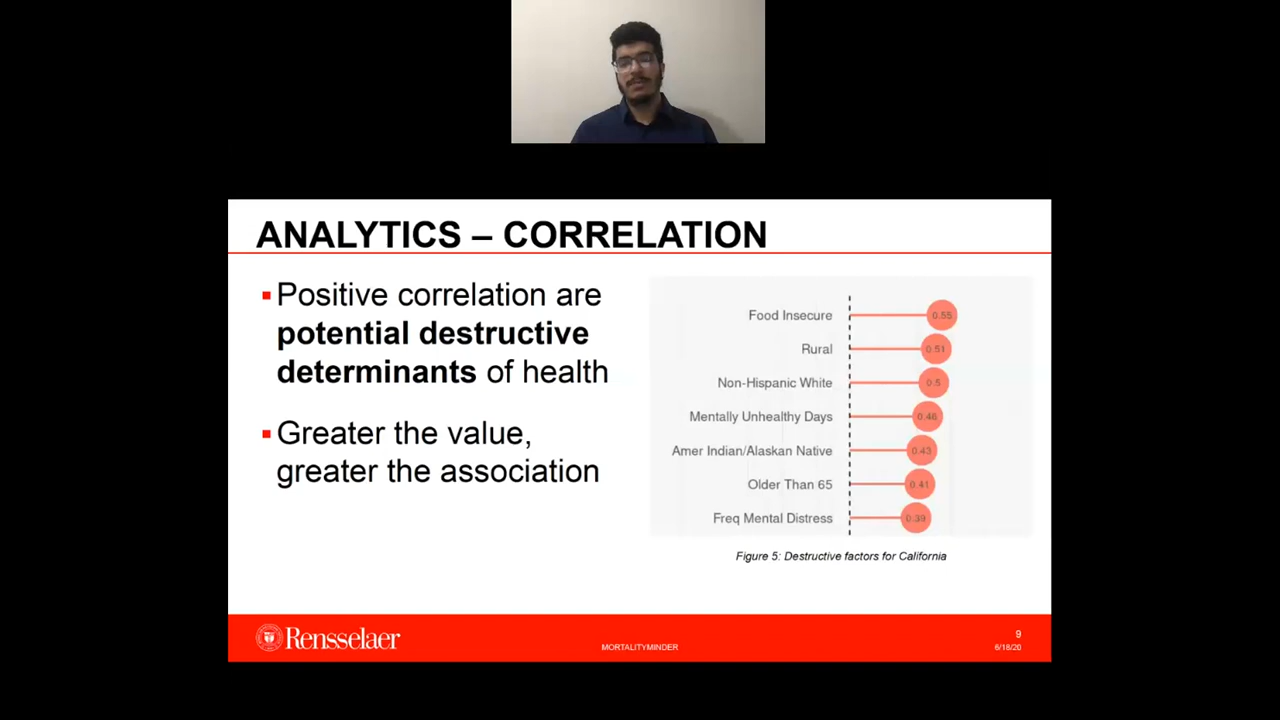 ANALYTICS – CORRELATION
▪Positive correlation are
potential destructive
determinants of health
▪Greater the value,
greater the association
Food Insecure 0.55
Rural 0.51
Non-Hispanic White 0.5
Mentally Unhealthy Days 0.46
Amer Indian/Alaskan Native 0.43
Older Than 65 0.41
Freq Mental Distress 0.39
Figure 5: Destructive factors for California
Rensselaer
MORTALITYMINDER
9
6/18/20